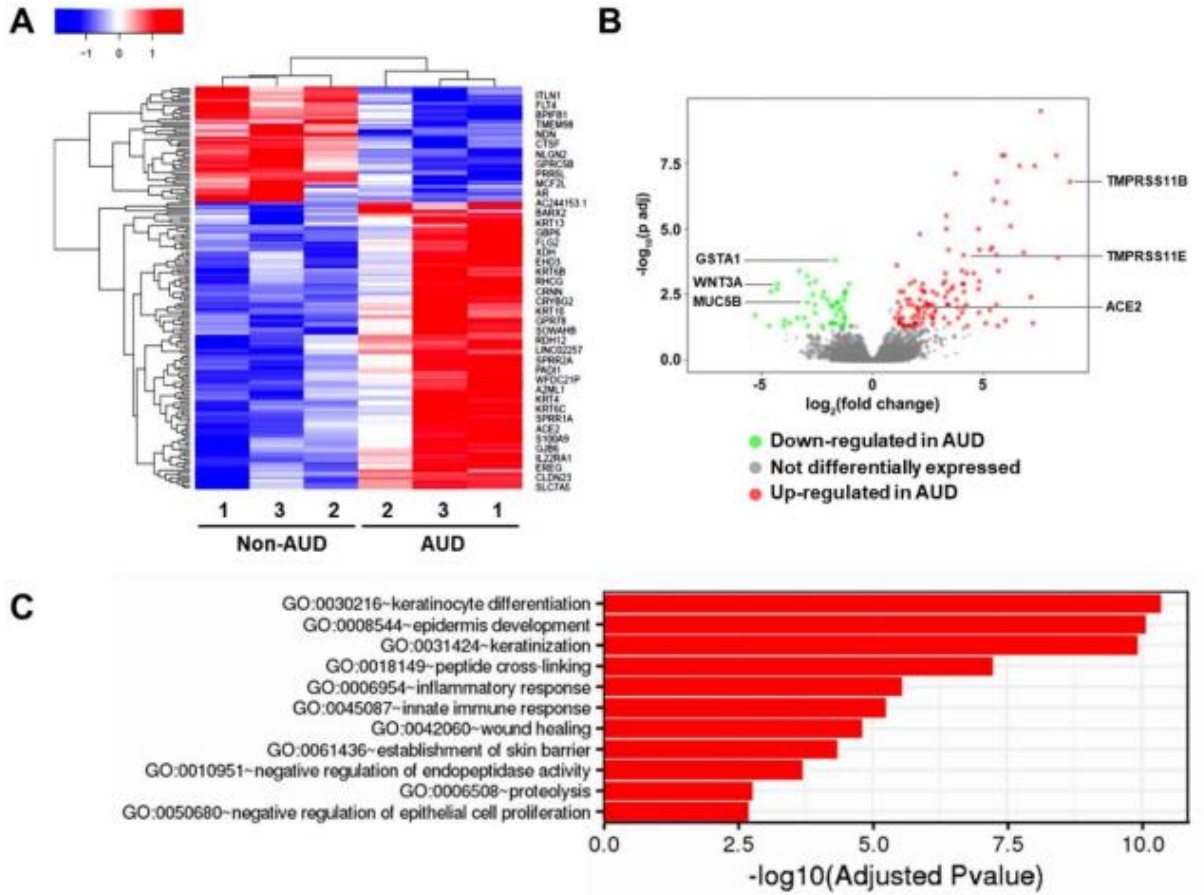 A
-1 0 1
ITLN1
FLT4
BPIFB1
TMEM98
NDN
CTSF
NLGN2
GPRC5B
PRR5L
MCF2L
AR
AC244153.1
BARX2
KRT13
GBP6
FLG2
XDH
EHD3
KRT6B
RHCG
CRNN
CRYBG2
KRT10
GPR78
SOWAHB
RDH12
LINC02257
SPRR2A
PADI1
WFDC21P
A2ML1
KRT4
KRT6C
SPRR1A
ACE2
S100A9
GJB6
IL22RA1
EREG
CLDN23
SLC7A5
1 3 2 2 3 1
Non-AUD AUD
B
-log10(p adj)
7.5
5.0
2.5
0.0
TMPRSS11B
TMPRSS11E
ACE2
GSTA1
WNT3A
MUC5B
-5 0 5
log2(fold change)
Down-regulated in AUD
Not differentially expressed
Up-regulated in AUD
C
GO:0030216~keratinocyte differentiation
GO:0008544~epidermis development
GO:0031424~keratinization
GO:0018149~peptide cross-linking
GO:0006954~inflammatory response
GO:0045087~innate immune response
GO:0042060~wound healing
GO:0061436~establishment of skin barrier
GO:0010951~negative regulation of endopeptidase activity
GO:0006508~proteolysis
GO:0050680~negative regulation of epithelial cell proliferation
0.0 2.5 5.0 7.5 10.0
-log10(Adjusted Pvalue)